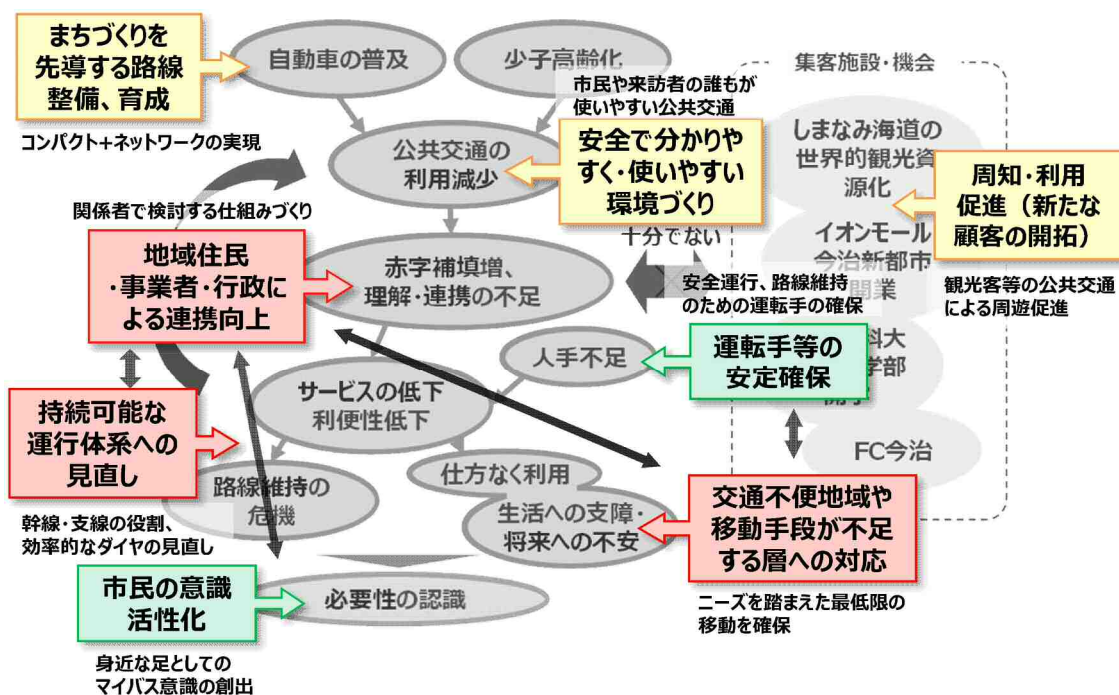 まちづくりを
先導する路線
整備、育成
コンパクト+ネットワークの実現
自動車の普及
少子高齢化
市民や来訪者の誰もが
使いやすい公共交通
公共交通の
利用減少
安全で分かりや
すく・使いやすい
環境づくり
十分でない
集客施設・機会
しまなみ海道の
世界的観光資
源化
周知・利用
促進（新たな
顧客の開拓）
観光客等の公共交通
による周遊促進
イオンモール
今治新都市
開業
関係者で検討する仕組みづくり
地域住民
・事業者・行政に
よる連携向上
赤字補填増、
理解・連携の不足
安全運行、路線維持
のための運転手の確保
運転手等の
安定確保
科大
学部
人手不足
サービスの低下
利便性低下
FC今治
持続可能な
運行体系への
見直し
幹線・支線の役割、
効率的なダイヤの見直し
路線維持の
危機
仕方なく利用
生活への支障・
将来への不安
交通不便地域や
移動手段が不足
する層への対応
ニーズを踏まえた最低限の
移動を確保
市民の意識
活性化
必要性の認識
身近な足としての
マイバス意識の創出